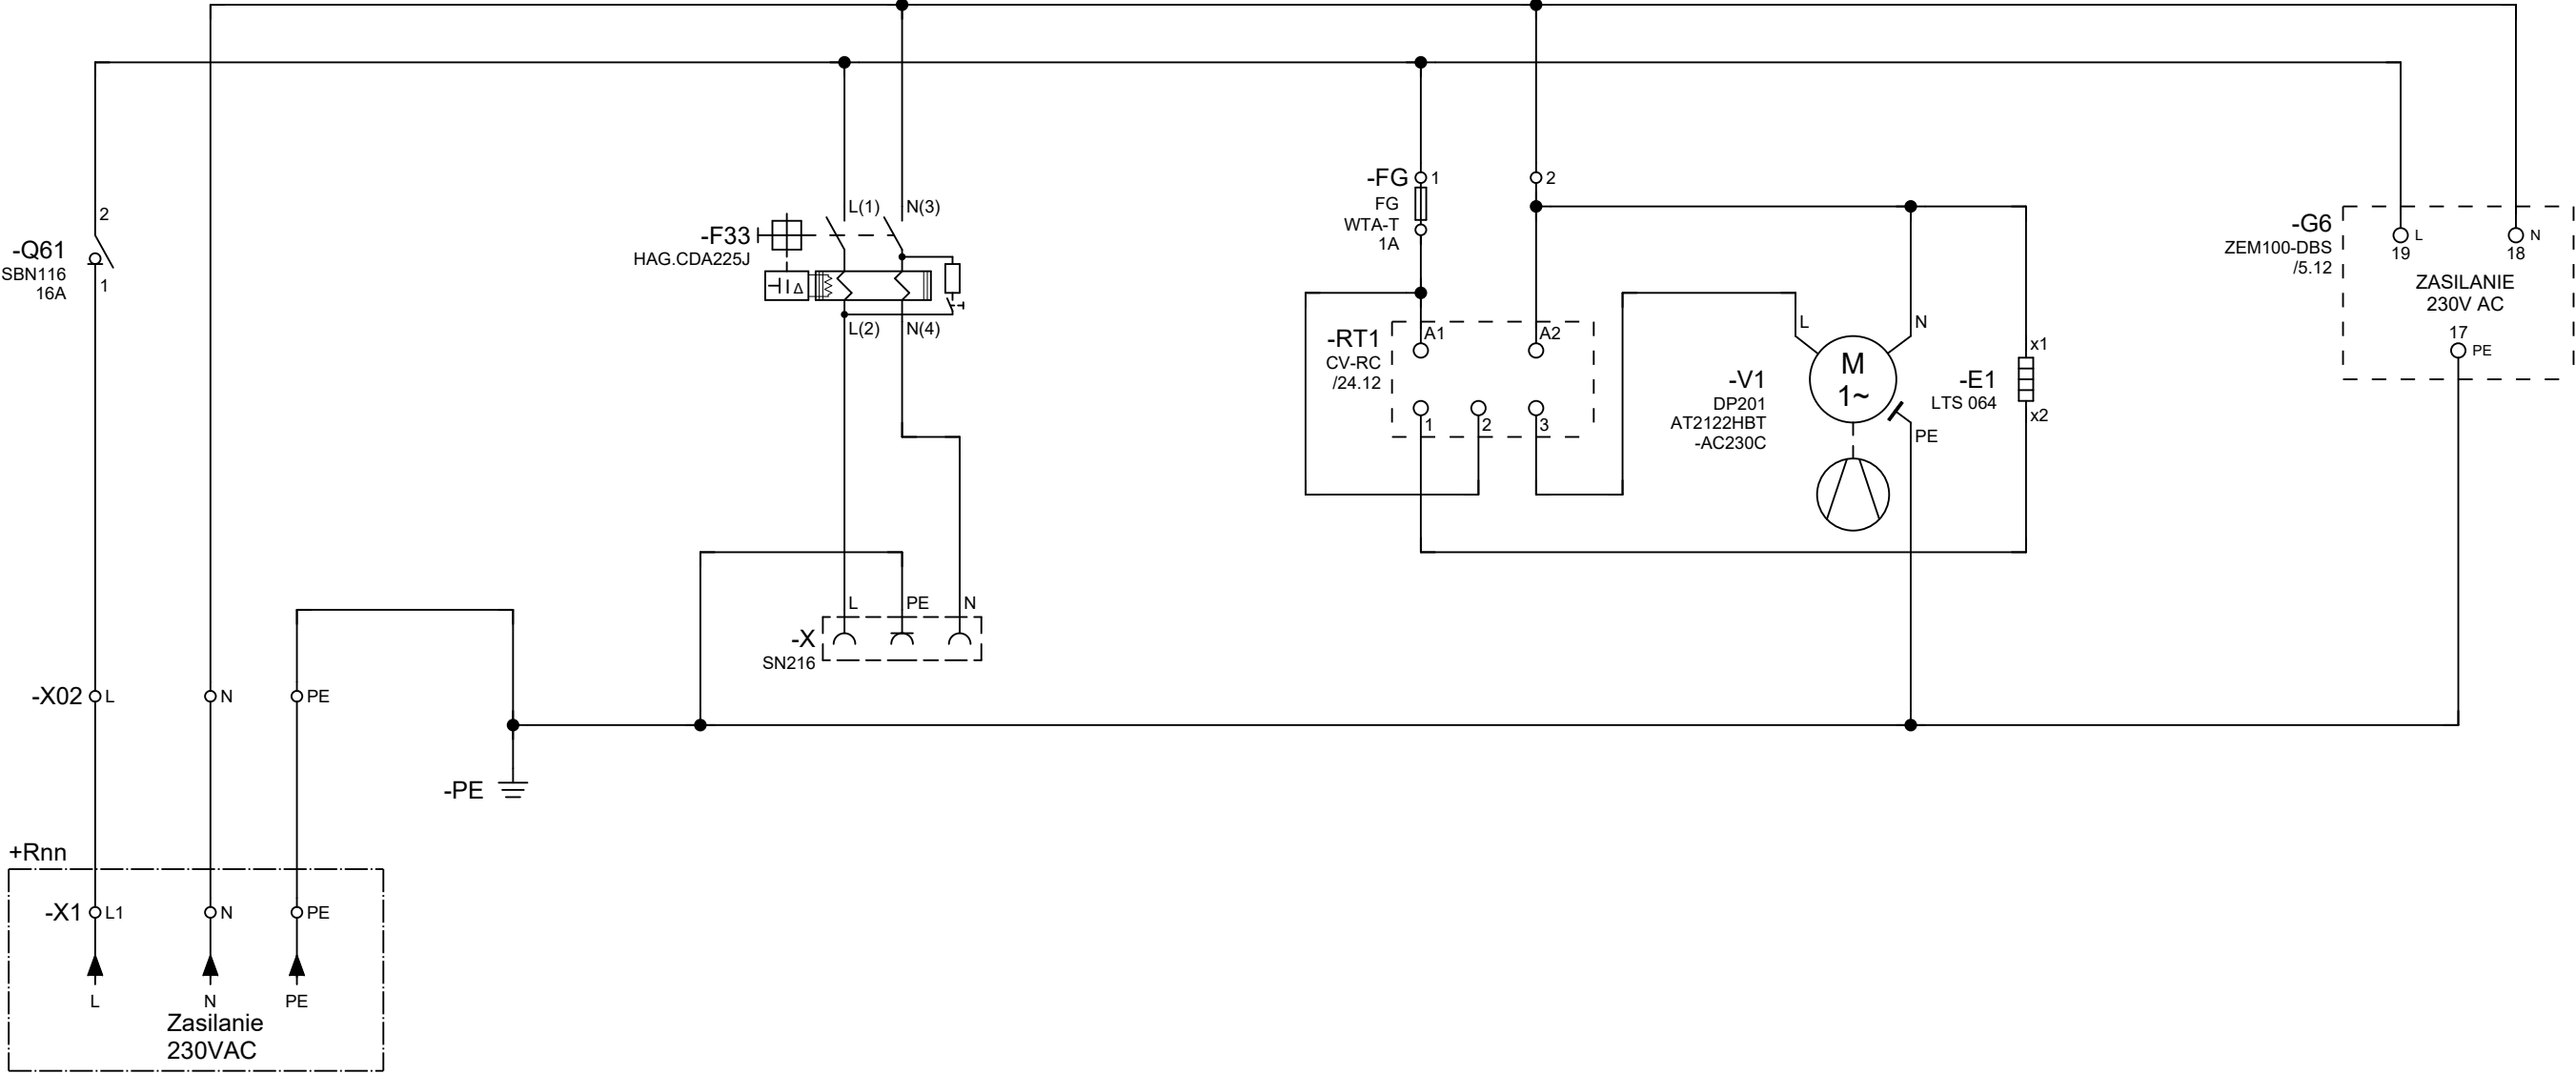 2
-Q61
SBN116
16A
1
L(1)
N(3)
-F33
HAG.CDA225J
Δ
L(2)
N(4)
-FG
1
2
FG
WTA-T
1A
-RT1
CV-RC
/24.12
A1
A2
1
2
3
L
N
M
1~
-V1
DP201
AT2122HBT
-AC230C
PE
-E1
LTS 064
x1
x2
-G6
ZEM100-DBS
/5.12
L
19
N
18
ZASILANIE
230V AC
17
PE
L
PE
N
-X
SN216
-X02
L
N
PE
-PE
+Rnn
-X1
L1
N
PE
L
N
PE
Zasilanie
230VAC